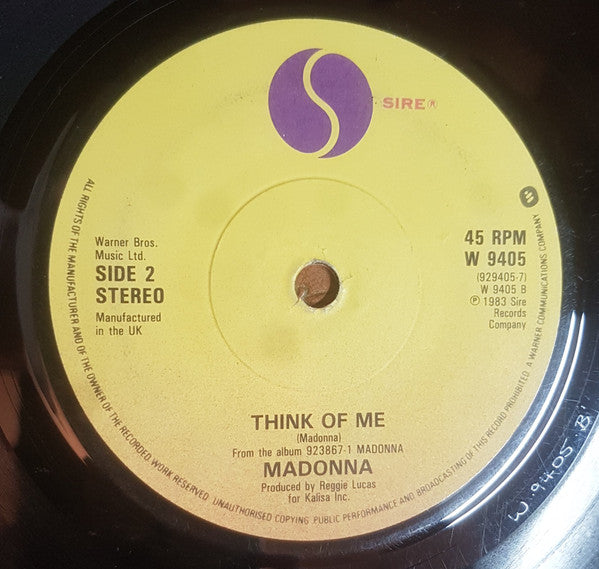 SIRE®
Warner Bros.
Music Ltd.
SIDE 2
STEREO
Manufactured
in the UK
45 RPM
W 9405
(929405-7)
W 9405 B
℗ 1983 Sire
Records
Company
THINK OF ME
(Madonna)
From the album 923867-1 MADONNA
MADONNA
Produced by Reggie Lucas
for Kalisa Inc.
ALL RIGHTS OF THE MANUFACTURER AND OF THE OWNER OF THE RECORDED WORK RESERVED. UNAUTHORISED COPYING, PUBLIC PERFORMANCE AND BROADCASTING OF THIS RECORD PROHIBITED. A WARNER COMMUNICATIONS COMPANY
W. 9405. B'